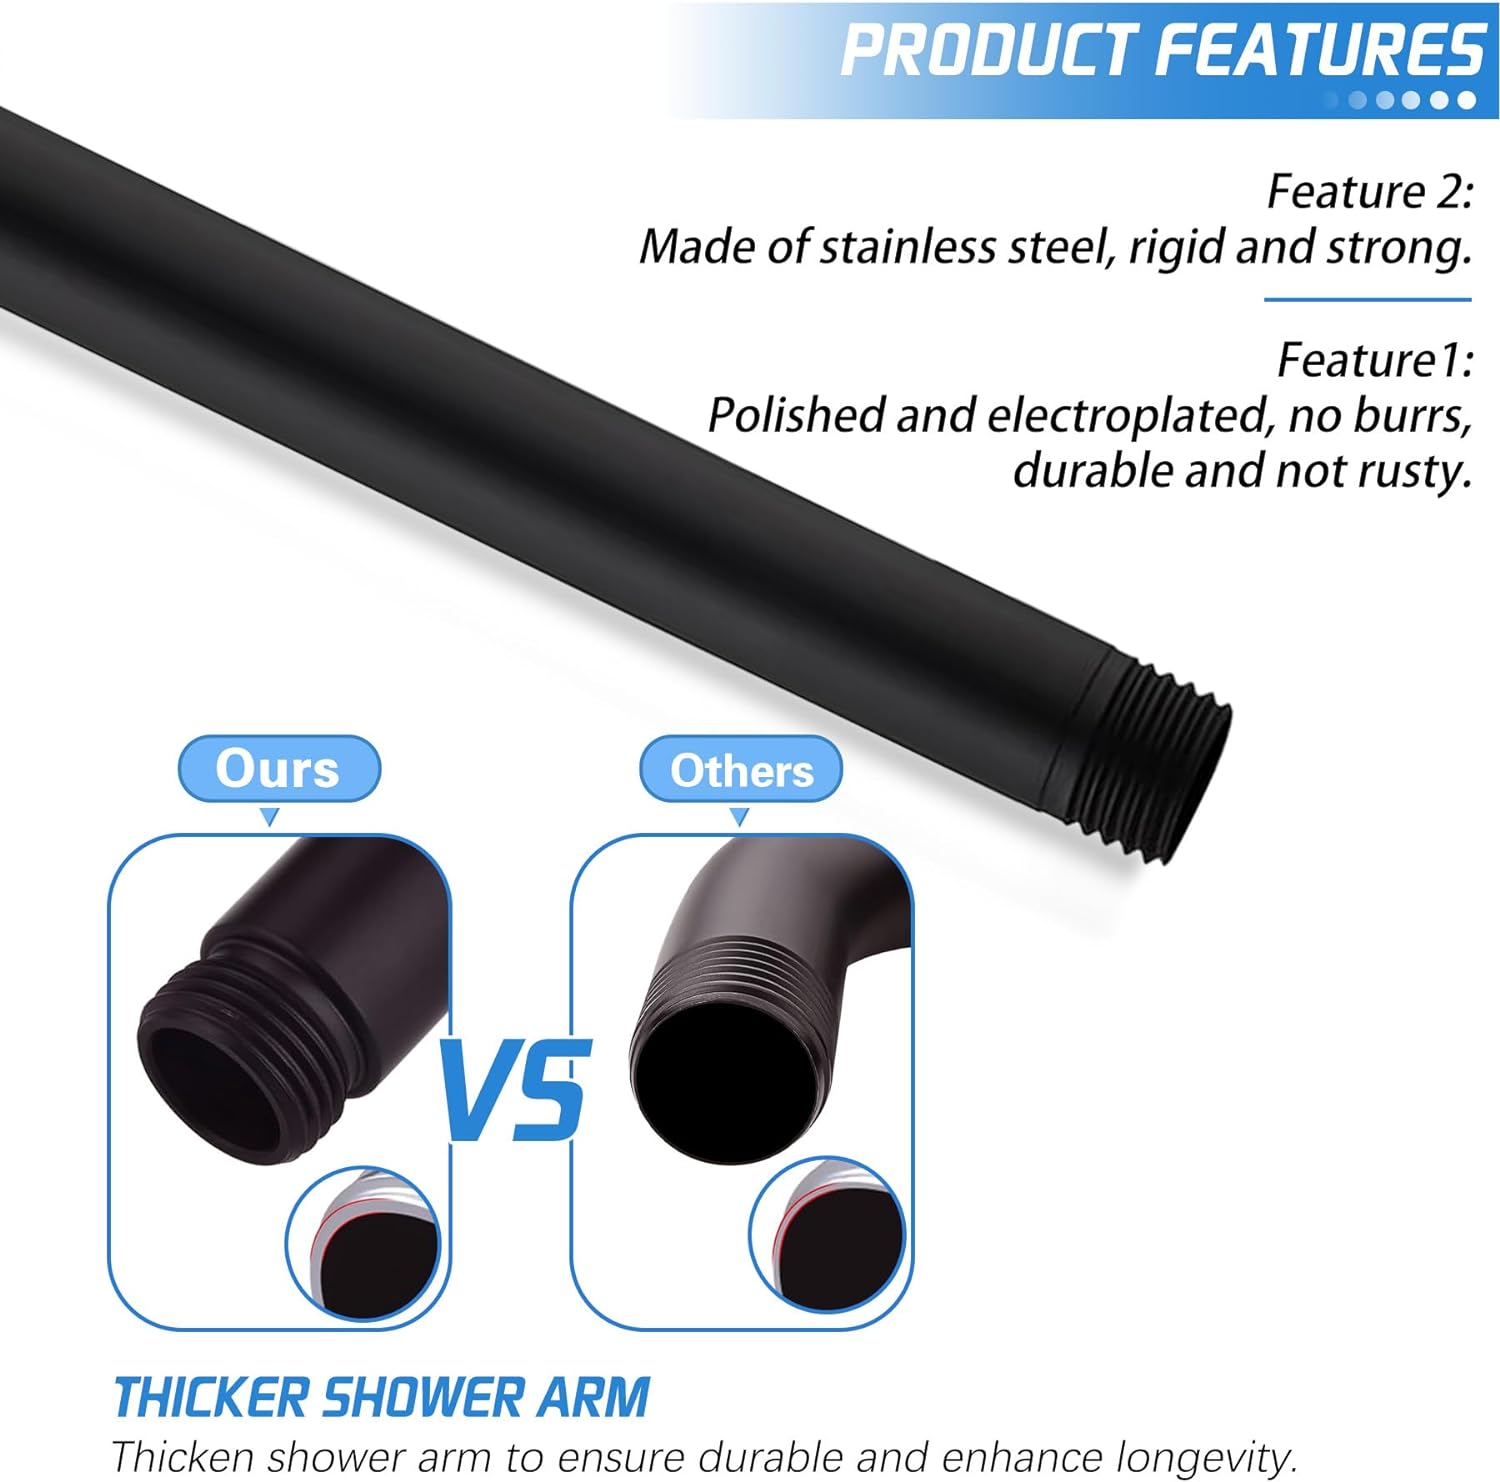 PRODUCT FEATURES
Feature 2:
Made of stainless steel, rigid and strong.
Feature1:
Polished and electroplated, no burrs,
durable and not rusty.
Ours
Others
VS
THICKER SHOWER ARM
Thicken shower arm to ensure durable and enhance longevity.